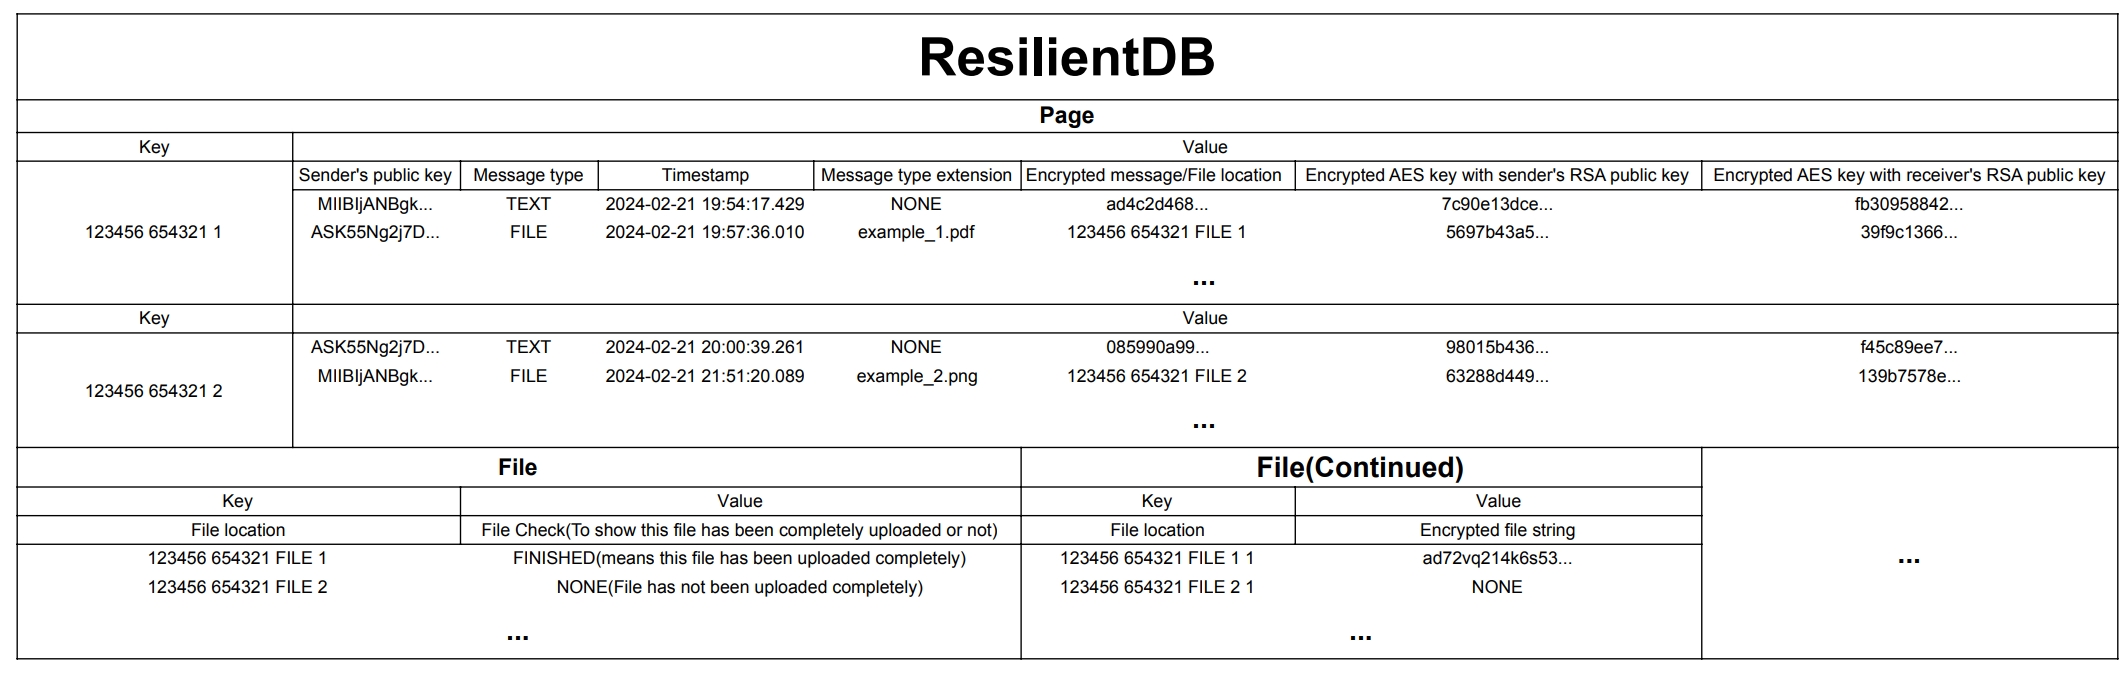 ResilientDB
Page
Key Value
Sender's public key Message type Timestamp Message type extension Encrypted message/File location Encrypted AES key with sender's RSA public key Encrypted AES key with receiver's RSA public key
MIIBIjANBgk... TEXT 2024-02-21 19:54:17.429 NONE ad4c2d468... 7c90e13dce... fb30958842...
123456 654321 1 ASK55Ng2j7D... FILE 2024-02-21 19:57:36.010 example_1.pdf 123456 654321 FILE 1 5697b43a5... 39f9c1366...
...
Key Value
ASK55Ng2j7D... TEXT 2024-02-21 20:00:39.261 NONE 085990a99... 98015b436... f45c89ee7...
MIIBIjANBgk... FILE 2024-02-21 21:51:20.089 example_2.png 123456 654321 FILE 2 63288d449... 139b7578e...
123456 654321 2
...
File File(Continued)
Key Value Key Value
File location File Check(To show this file has been completely uploaded or not) File location Encrypted file string
123456 654321 FILE 1 FINISHED(means this file has been uploaded completely) 123456 654321 FILE 1 1 ad72vq214k6s53... ...
123456 654321 FILE 2 NONE(File has not been uploaded completely) 123456 654321 FILE 2 1 NONE
... ...